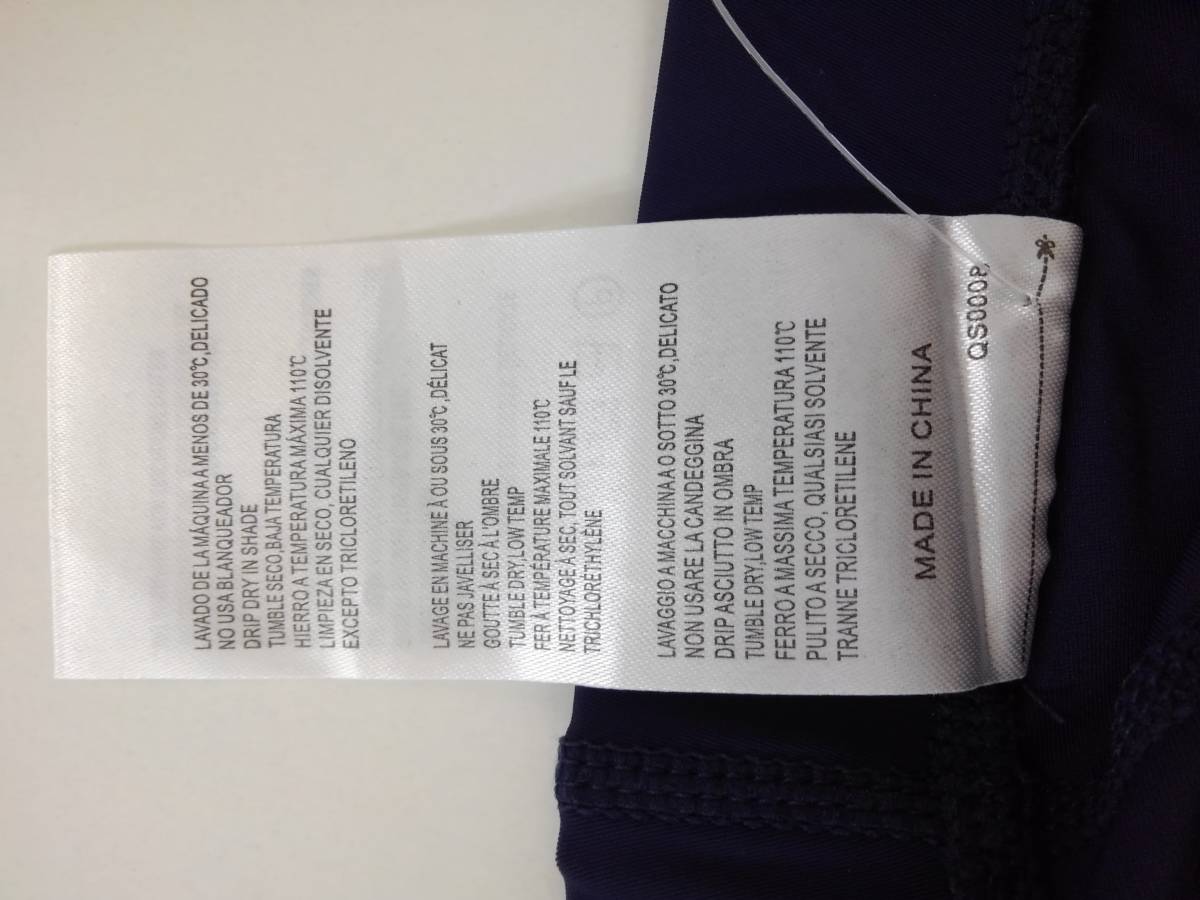 LAVADO DE LA MÁQUINA A MENOS DE 30℃,DELICADO
NO USA BLANQUEADOR
DRIP DRY IN SHADE
TUMBLE SECO,BAJA TEMPERATURA
HIERRO A TEMPERATURA MÁXIMA 110℃
LIMPIEZA EN SECO, CUALQUIER DISOLVENTE
EXCEPTO TRICLORETILENO
LAVAGE EN MACHINE À OU SOUS 30℃,DÉLICAT
NE PAS JAVELLISER
GOUTTE À SEC À L'OMBRE
TUMBLE DRY,LOW TEMP
FER À TEMPÉRATURE MAXIMALE 110℃
NETTOYAGE À SEC, TOUT SOLVANT SAUF LE
TRICHLORÉTHYLÈNE
LAVAGGIO A MACCHINA A O SOTTO 30℃,DELICATO
NON USARE LA CANDEGGINA
DRIP ASCIUTTO IN OMBRA
TUMBLE DRY,LOW TEMP
FERRO A MASSIMA TEMPERATURA 110℃
PULITO A SECCO, QUALSIASI SOLVENTE
TRANNE TRICLORETILENE
MADE IN CHINA